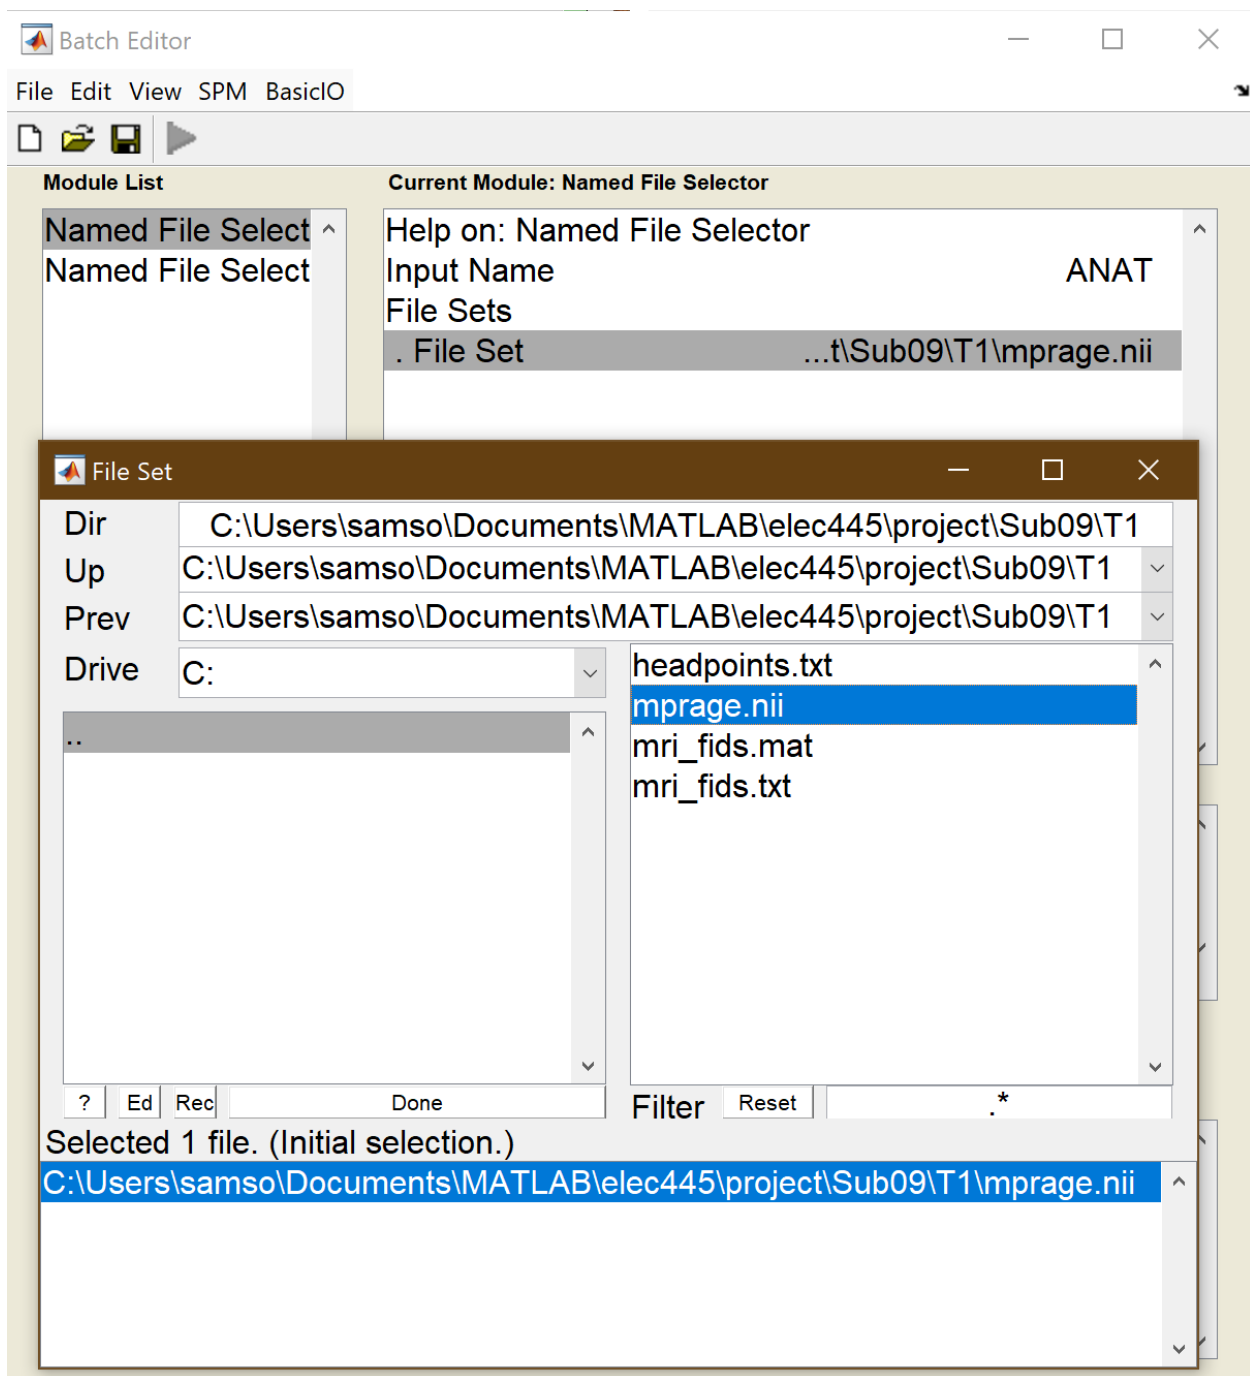 Batch Editor
File Edit View SPM BasicIO
Module List
Current Module: Named File Selector
Named File Select
Named File Select
Help on: Named File Selector
Input Name ANAT
File Sets
. File Set ...t\Sub09\T1\mprage.nii
File Set
Dir C:\Users\samso\Documents\MATLAB\elec445\project\Sub09\T1
Up C:\Users\samso\Documents\MATLAB\elec445\project\Sub09\T1
Prev C:\Users\samso\Documents\MATLAB\elec445\project\Sub09\T1
Drive C:
..
headpoints.txt
mprage.nii
mri_fids.mat
mri_fids.txt
? Ed Rec Done
Filter Reset .*
Selected 1 file. (Initial selection.)
C:\Users\samso\Documents\MATLAB\elec445\project\Sub09\T1\mprage.nii